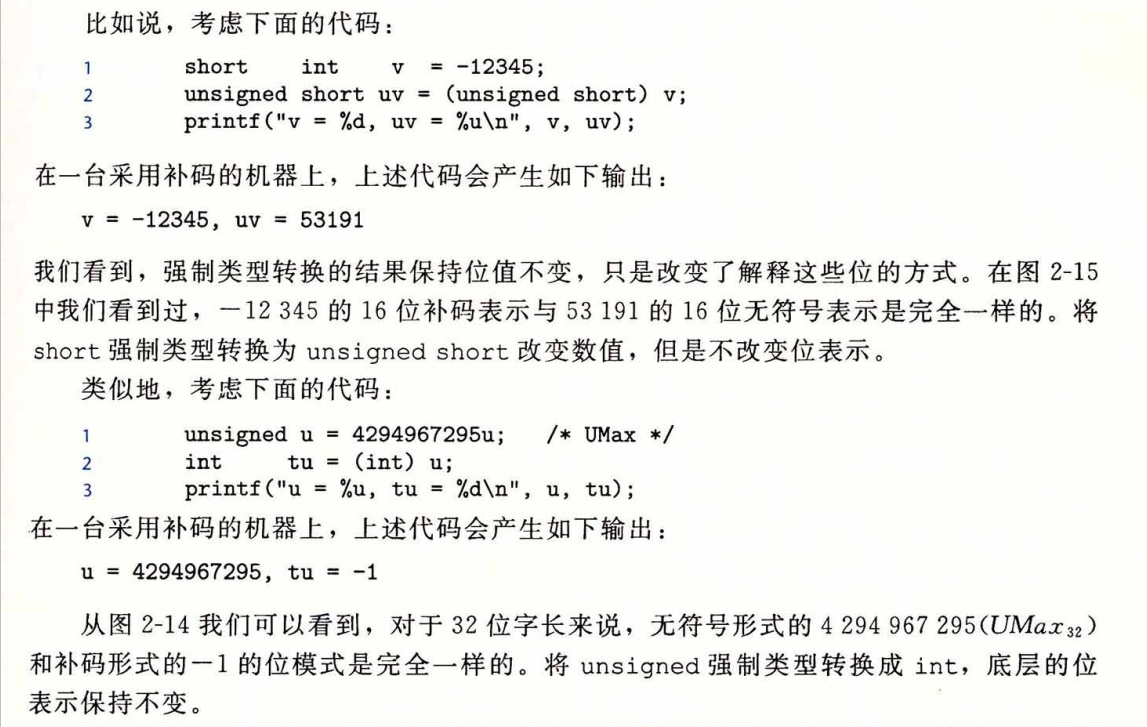 比如说，考虑下面的代码：
1 short int v = -12345;
2 unsigned short uv = (unsigned short) v;
3 printf("v = %d, uv = %u\n", v, uv);
在一台采用补码的机器上，上述代码会产生如下输出：
v = -12345, uv = 53191
我们看到，强制类型转换的结果保持位值不变，只是改变了解释这些位的方式。在图 2-15
中我们看到过，－12 345 的 16 位补码表示与 53 191 的 16 位无符号表示是完全一样的。将
short 强制类型转换为 unsigned short 改变数值，但是不改变位表示。
类似地，考虑下面的代码：
1 unsigned u = 4294967295u; /* UMax */
2 int tu = (int) u;
3 printf("u = %u, tu = %d\n", u, tu);
在一台采用补码的机器上，上述代码会产生如下输出：
u = 4294967295, tu = -1
从图 2-14 我们可以看到，对于 32 位字长来说，无符号形式的 4 294 967 295(UMax₃₂)
和补码形式的－1 的位模式是完全一样的。将 unsigned 强制类型转换成 int，底层的位
表示保持不变。